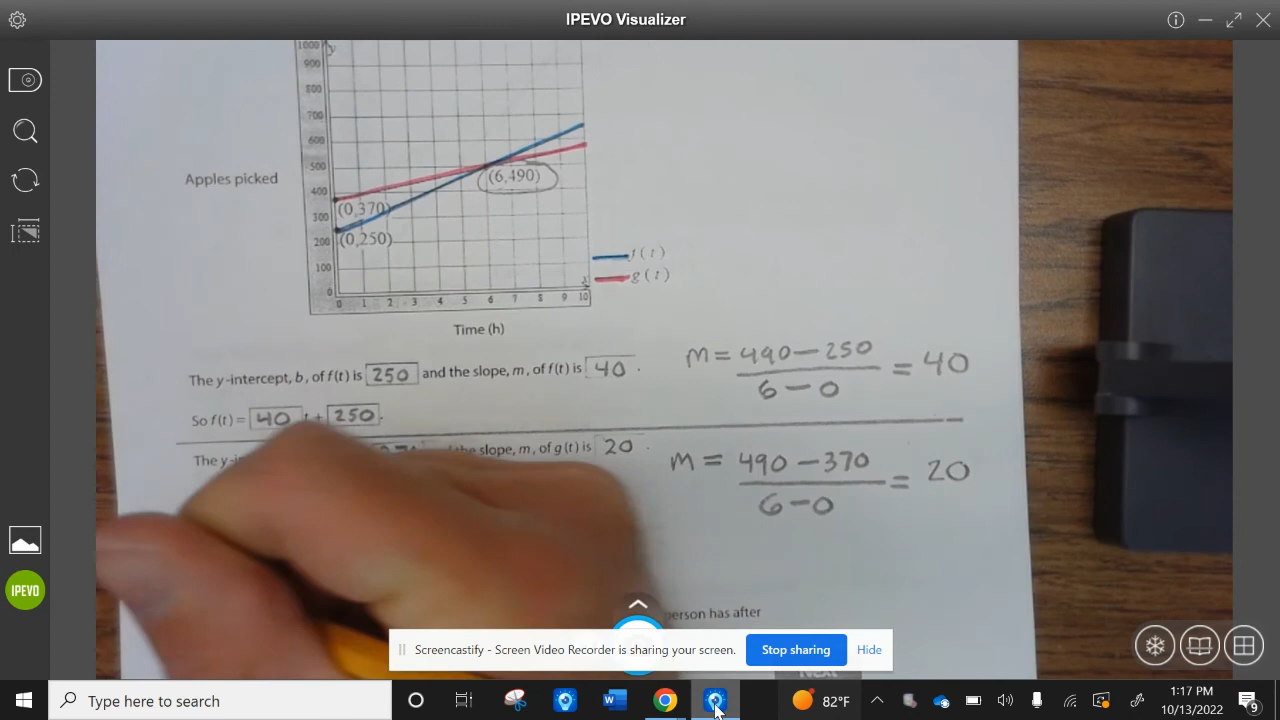 IPEVO Visualizer
1000 y
900
800
700
600
500
400
300
200
100
0
Apples picked
(6,490)
(0,370)
(0,250)
f(t)
g(t)
x
0 1 2 3 4 5 6 7 8 9 10
Time (h)
The y-intercept, b, of f(t) is 250 and the slope, m, of f(t) is 40 .
m = 490 - 250 / 6 - 0 = 40
So f(t) = 40 t + 250.
The y-in
the slope, m, of g(t) is 20 .
m = 490 - 370 / 6 - 0 = 20
person has after
Screencastify - Screen Video Recorder is sharing your screen.
Stop sharing
Hide
IPEVO
Type here to search
82°F
1:17 PM
10/13/2022
9